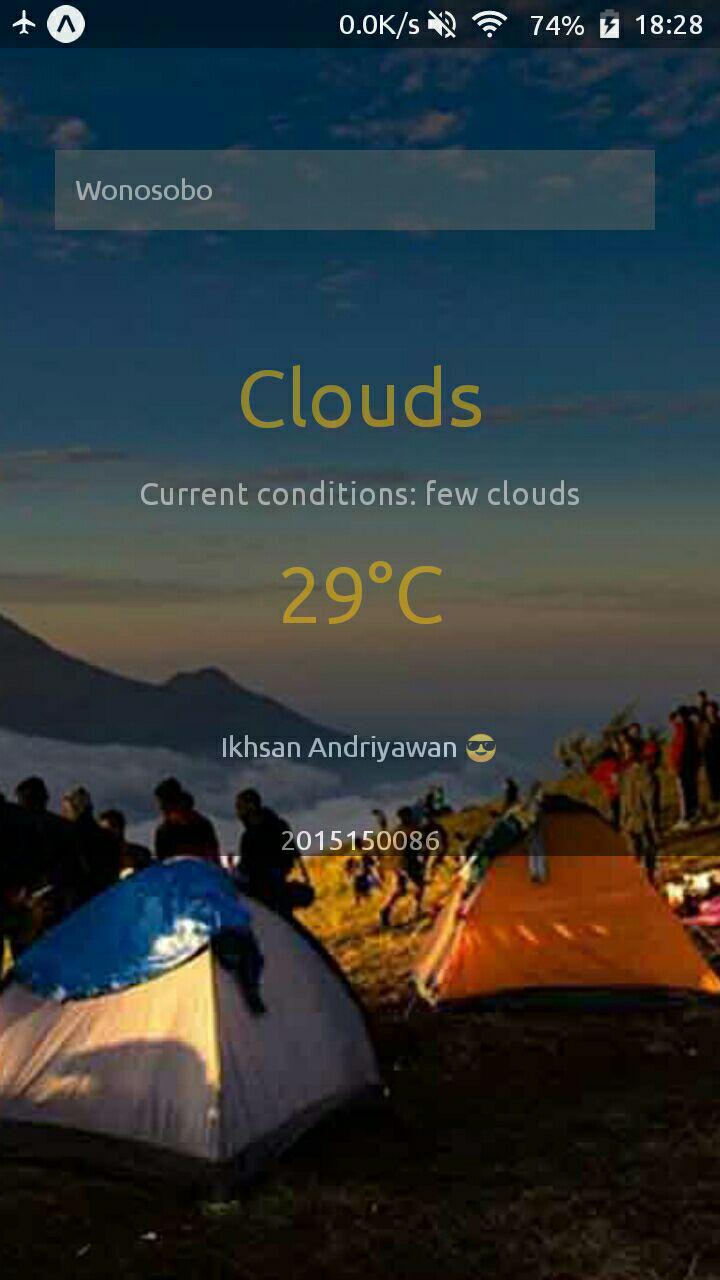 0.0K/s 74% 18:28
Wonosobo
Clouds
Current conditions: few clouds
29°C
Ikhsan Andriyawan 😎
2015150086